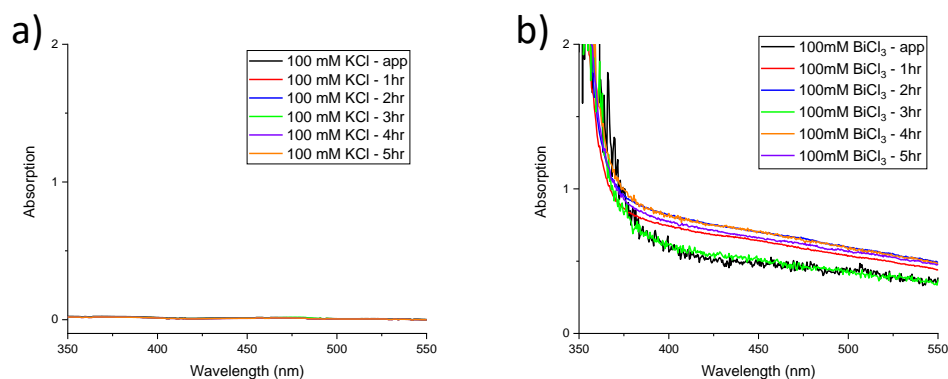 a)
2
1
0
Absorption
350
400
450
500
550
Wavelength (nm)
100 mM KCl - app
100 mM KCl - 1hr
100 mM KCl - 2hr
100 mM KCl - 3hr
100 mM KCl - 4hr
100 mM KCl - 5hr
b)
2
1
0
Absorption
350
400
450
500
550
Wavelength (nm)
100mM BiCl₃ - app
100mM BiCl₃ - 1hr
100mM BiCl₃ - 2hr
100mM BiCl₃ - 3hr
100mM BiCl₃ - 4hr
100mM BiCl₃ - 5hr